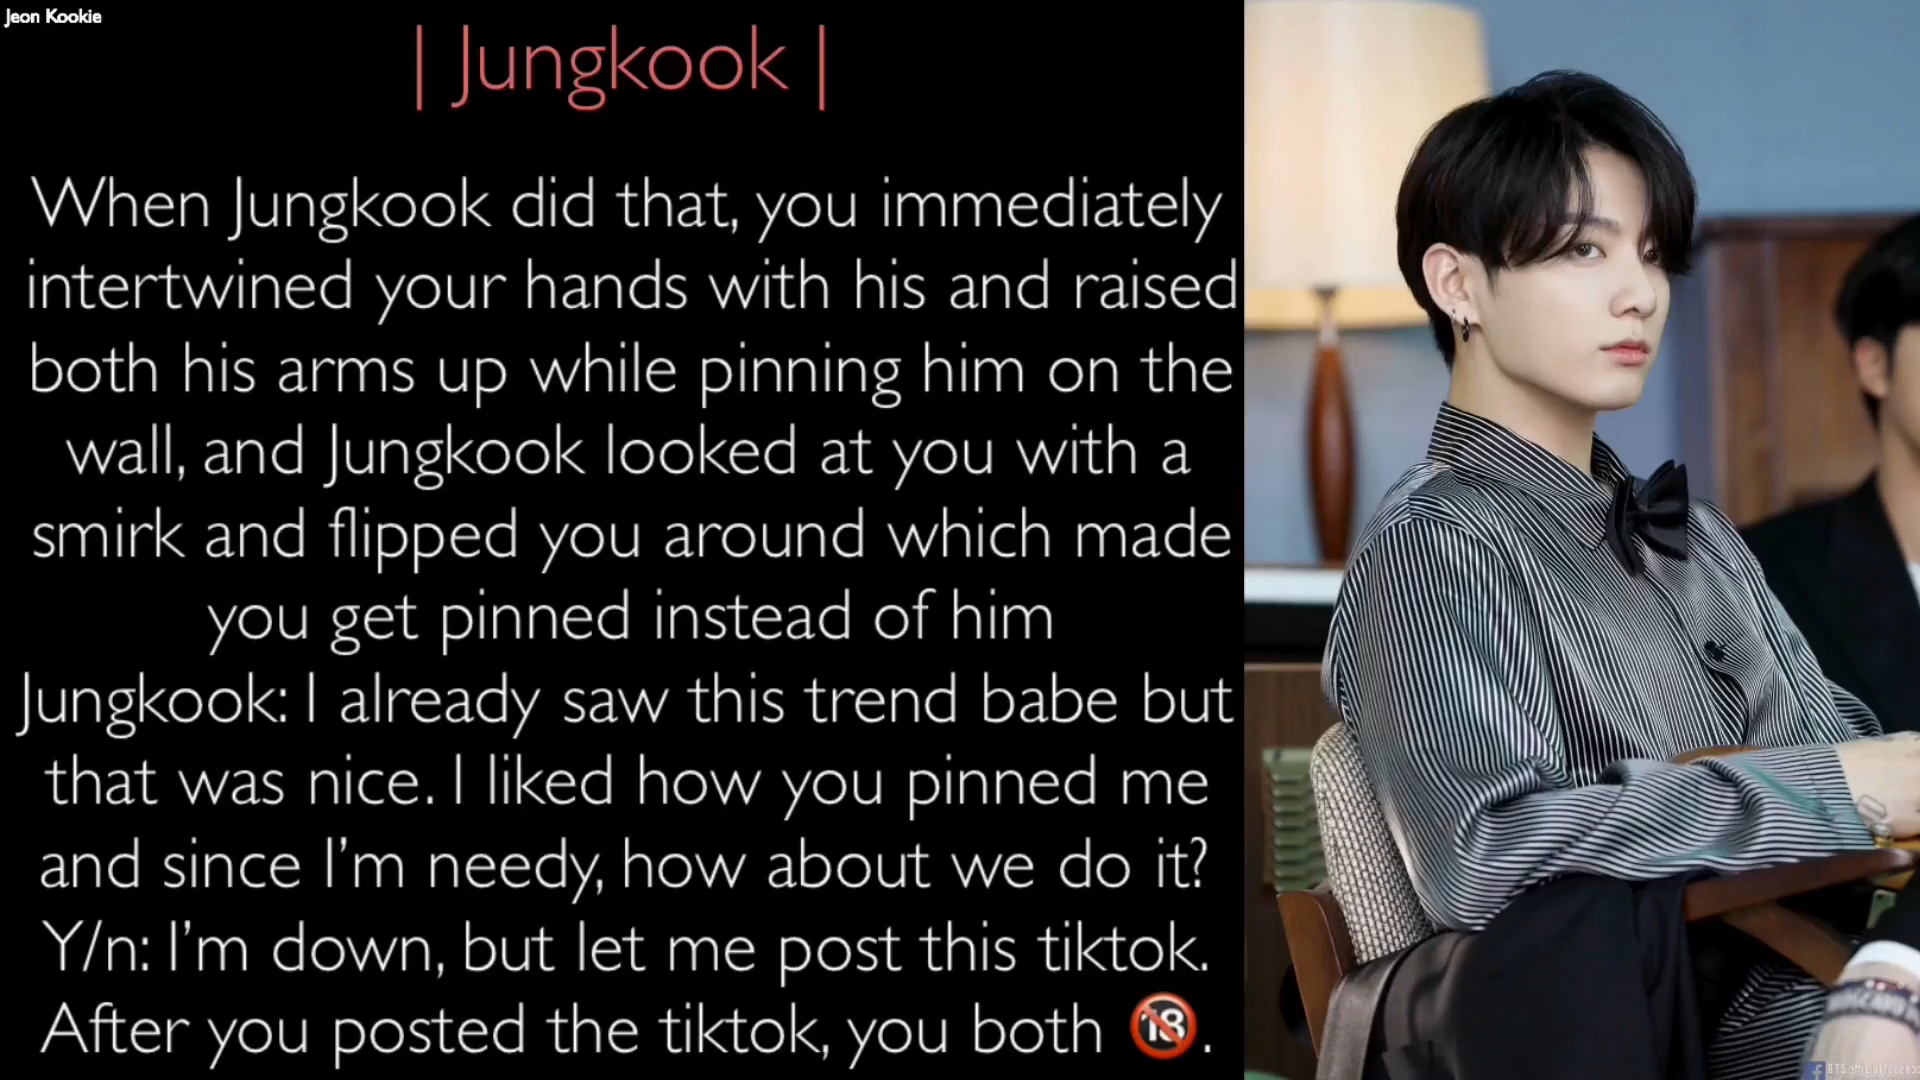 Jeon Kookie
| Jungkook |
When Jungkook did that, you immediately
intertwined your hands with his and raised
both his arms up while pinning him on the
wall, and Jungkook looked at you with a
smirk and flipped you around which made
you get pinned instead of him
Jungkook: I already saw this trend babe but
that was nice. I liked how you pinned me
and since I'm needy, how about we do it?
Y/n: I'm down, but let me post this tiktok.
After you posted the tiktok, you both 🔞.
BTS official facebook